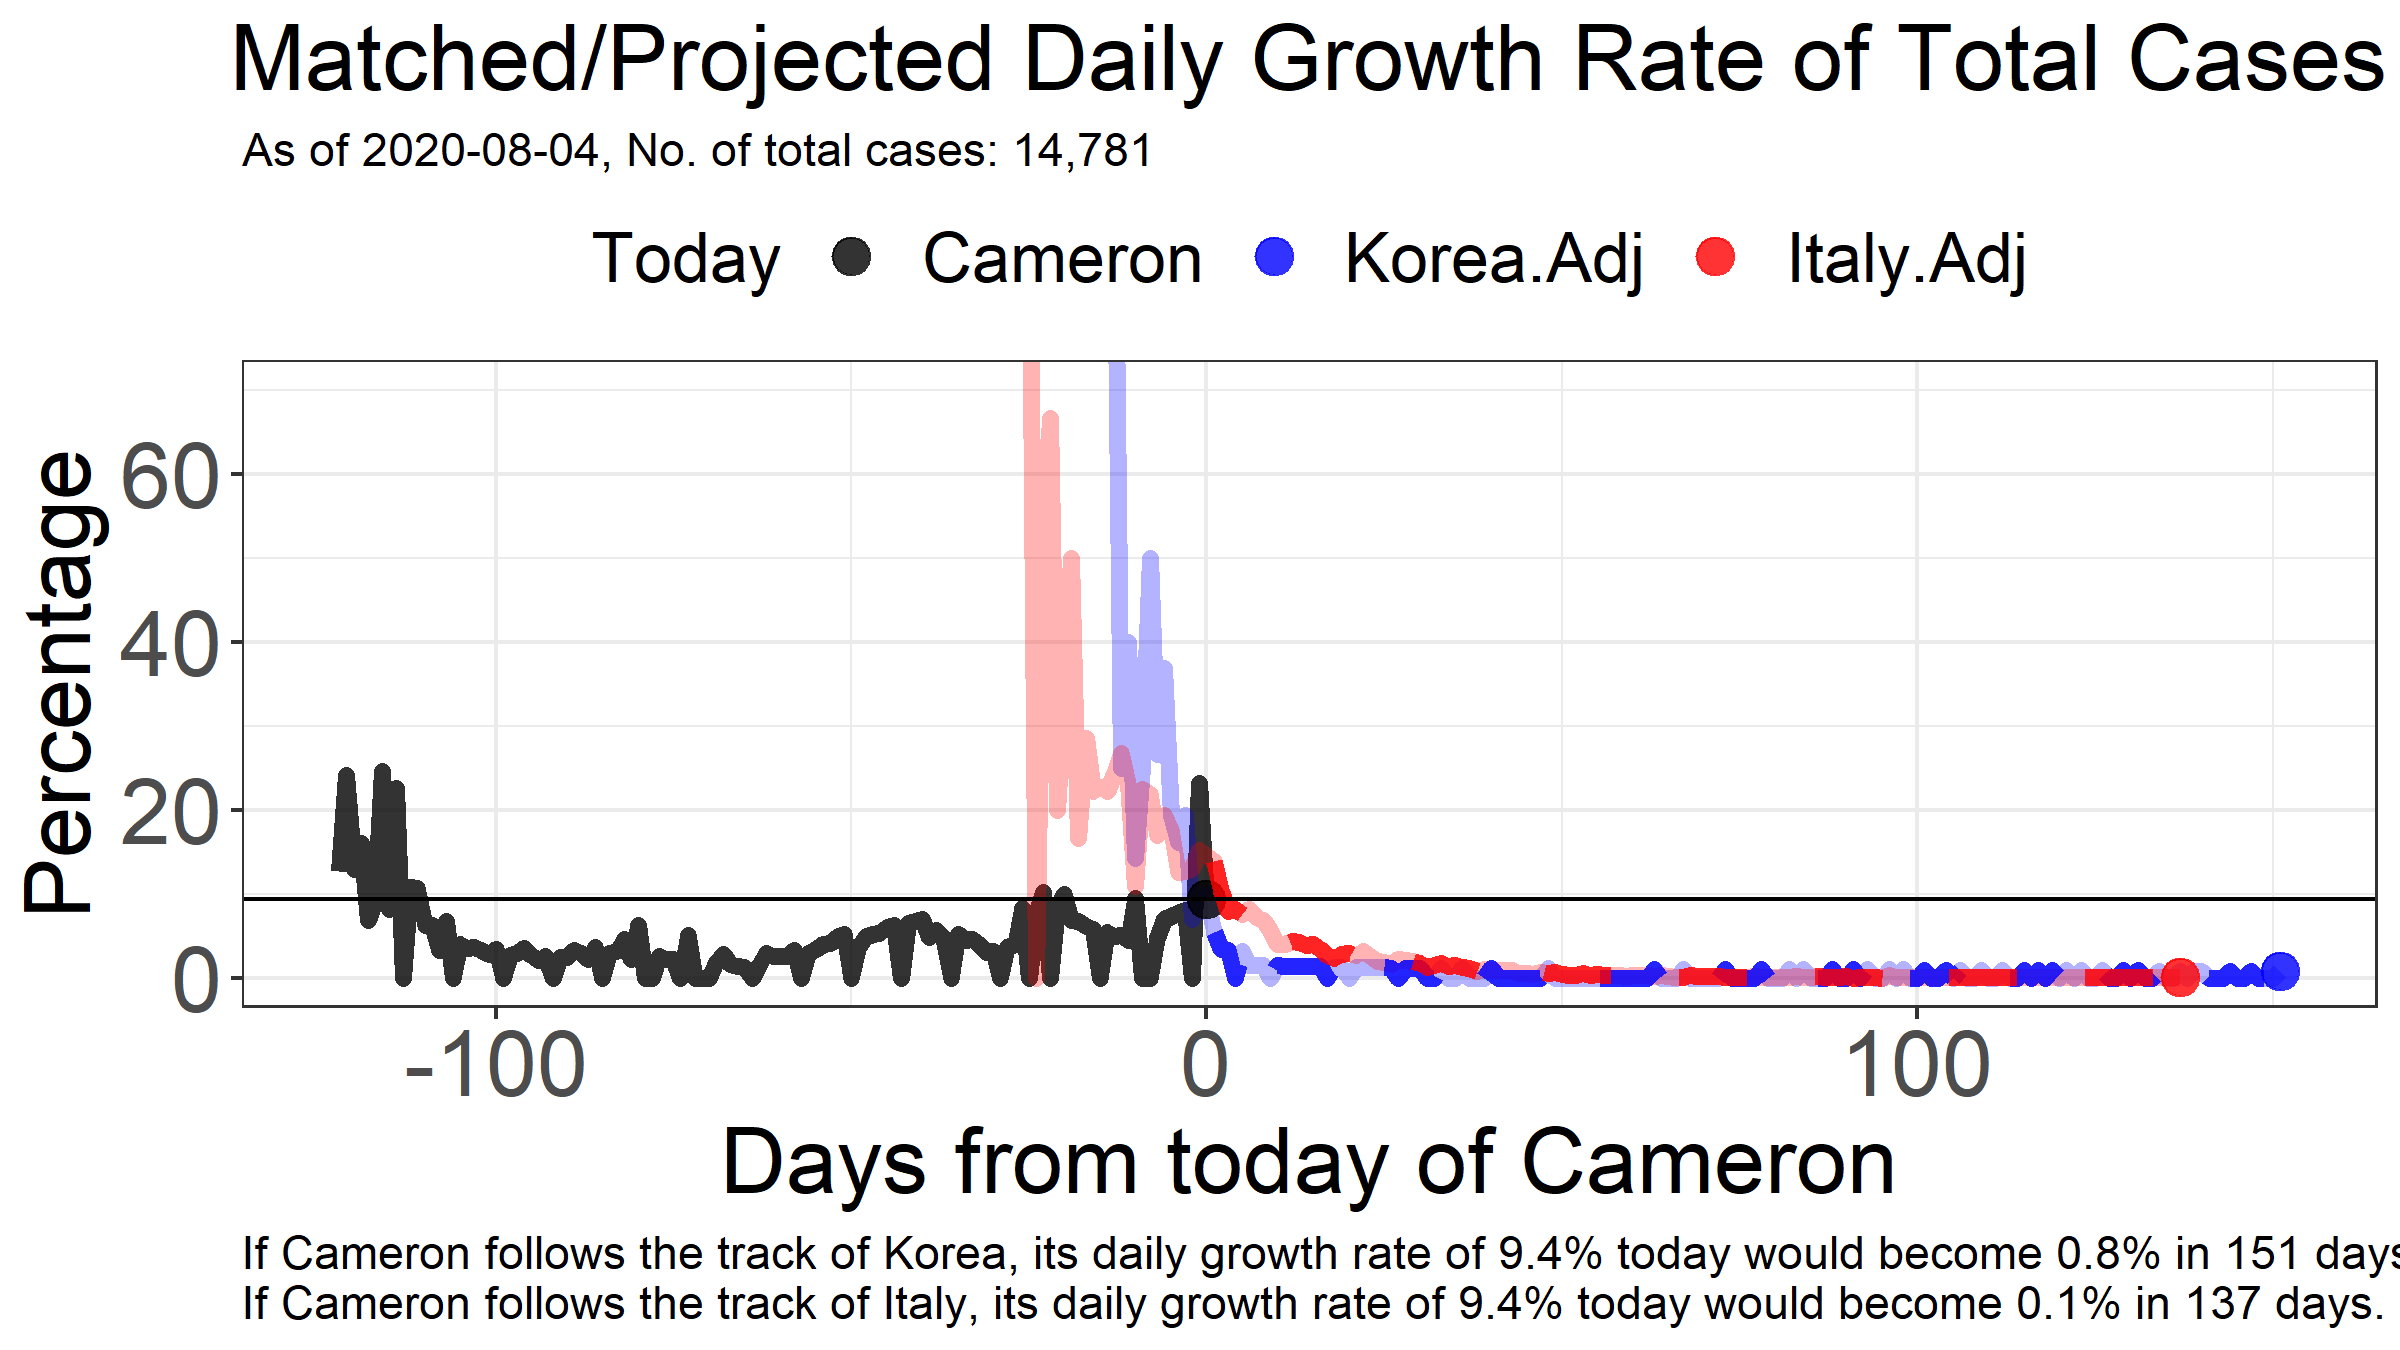 Matched/Projected Daily Growth Rate of Total Cases
As of 2020-08-04, No. of total cases: 14,781
Today Cameron Korea.Adj Italy.Adj
Percentage
60
40
20
0
-100 0 100
Days from today of Cameron
If Cameron follows the track of Korea, its daily growth rate of 9.4% today would become 0.8% in 151 days
If Cameron follows the track of Italy, its daily growth rate of 9.4% today would become 0.1% in 137 days.